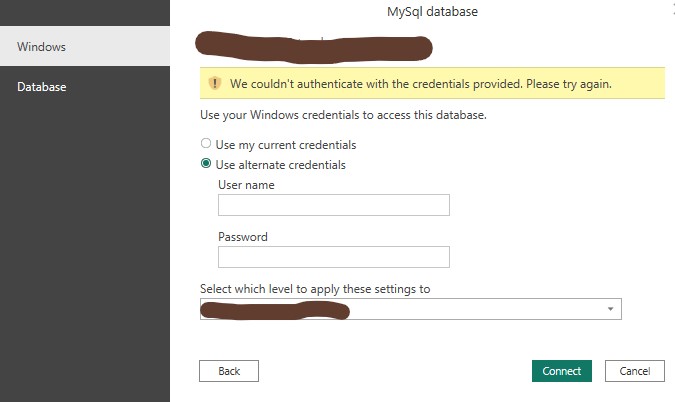 MySql database
Windows
Database
We couldn't authenticate with the credentials provided. Please try again.
Use your Windows credentials to access this database.
Use my current credentials
Use alternate credentials
User name
Password
Select which level to apply these settings to
Back
Connect
Cancel